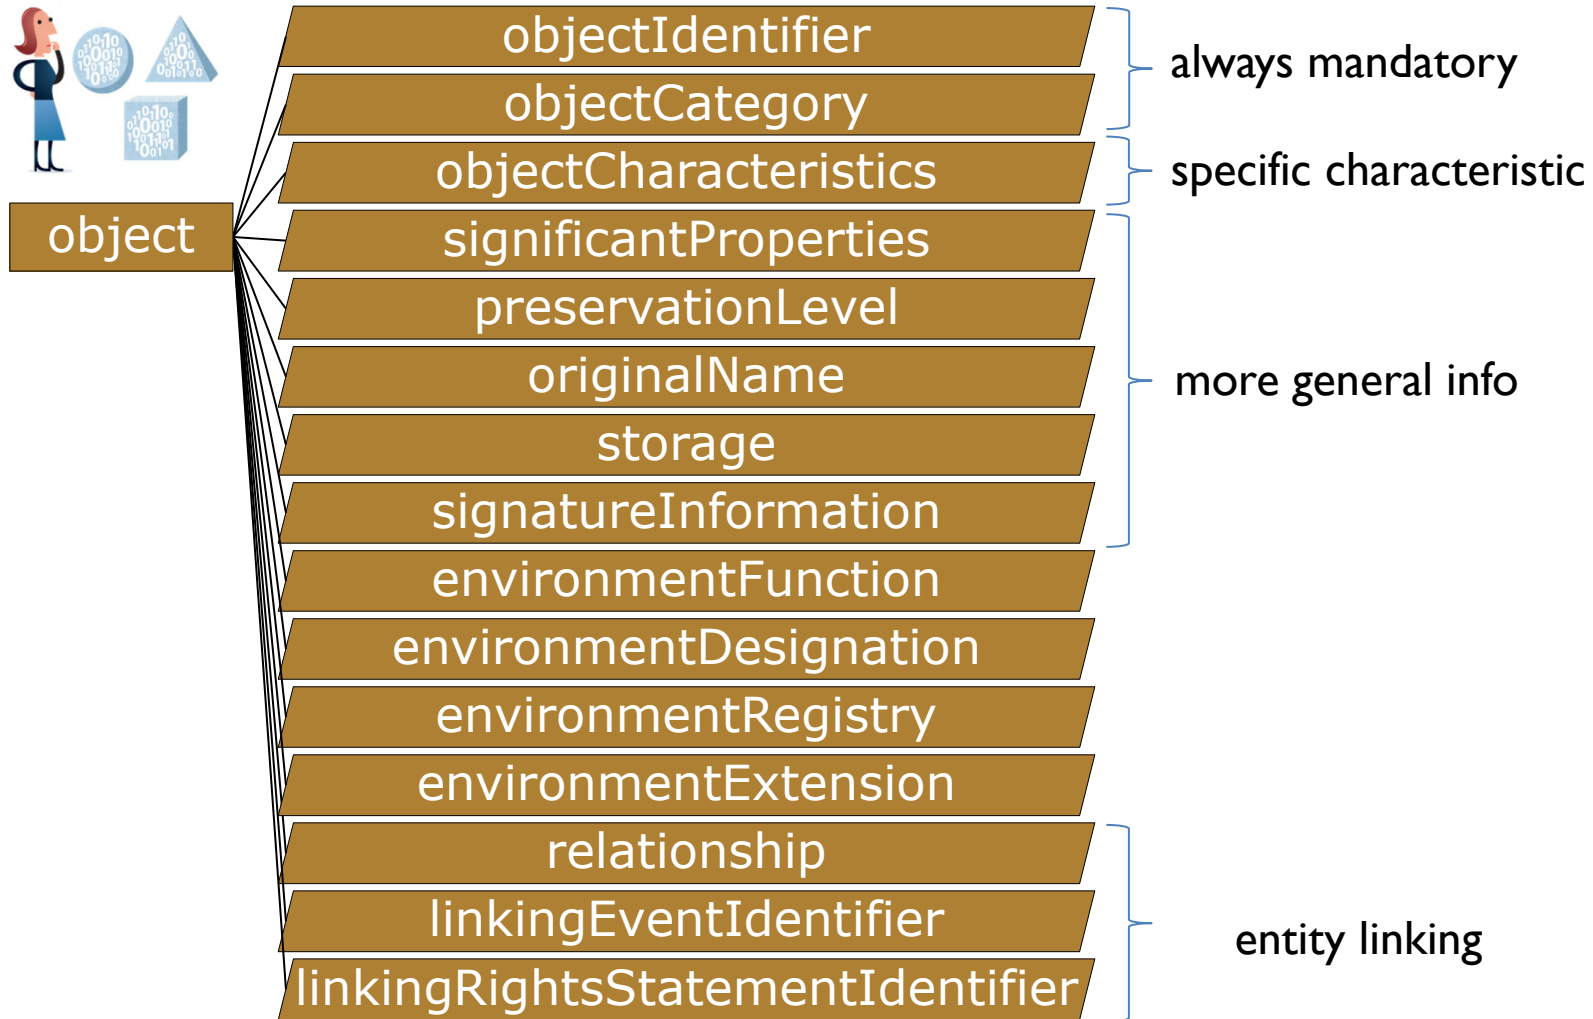 objectIdentifier
objectCategory
always mandatory
objectCharacteristics
specific characteristic
object
significantProperties
preservationLevel
originalName
more general info
storage
signatureInformation
environmentFunction
environmentDesignation
environmentRegistry
environmentExtension
relationship
linkingEventIdentifier
entity linking
linkingRightsStatementIdentifier